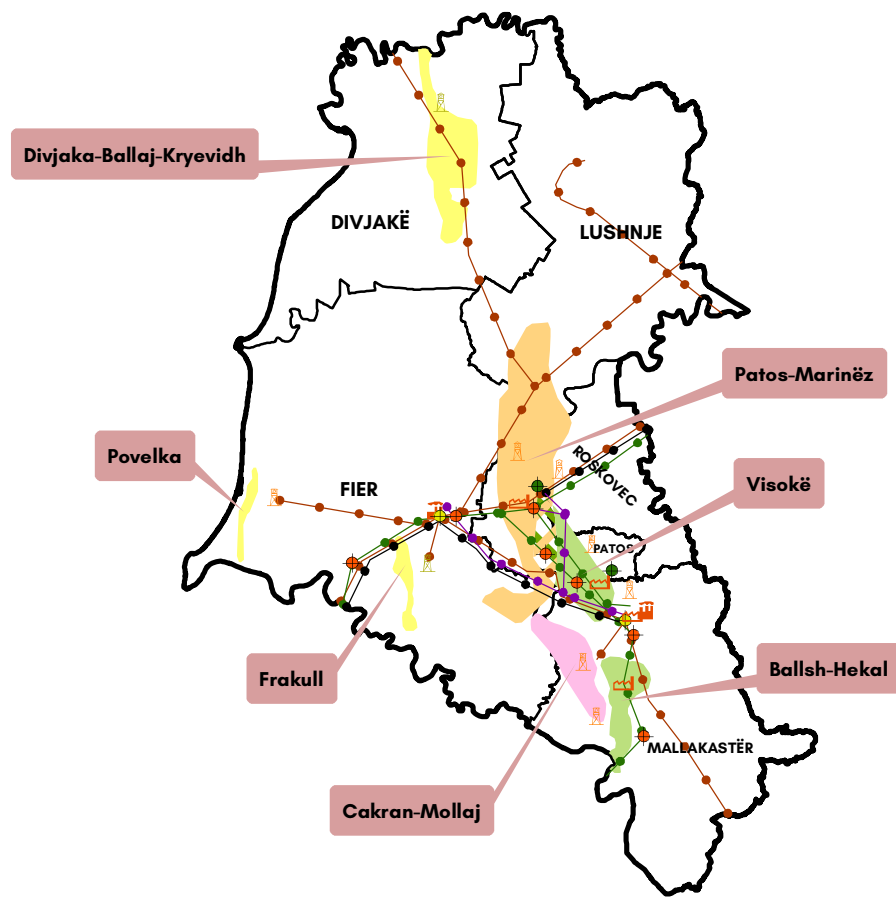 Divjaka-Ballaj-Kryevidh
DIVJAKË
LUSHNJE
Patos-Marinëz
Povelka
FIER
ROSKOVEC
Visokë
PATOS
Frakull
Ballsh-Hekal
MALLAKASTËR
Cakran-Mollaj